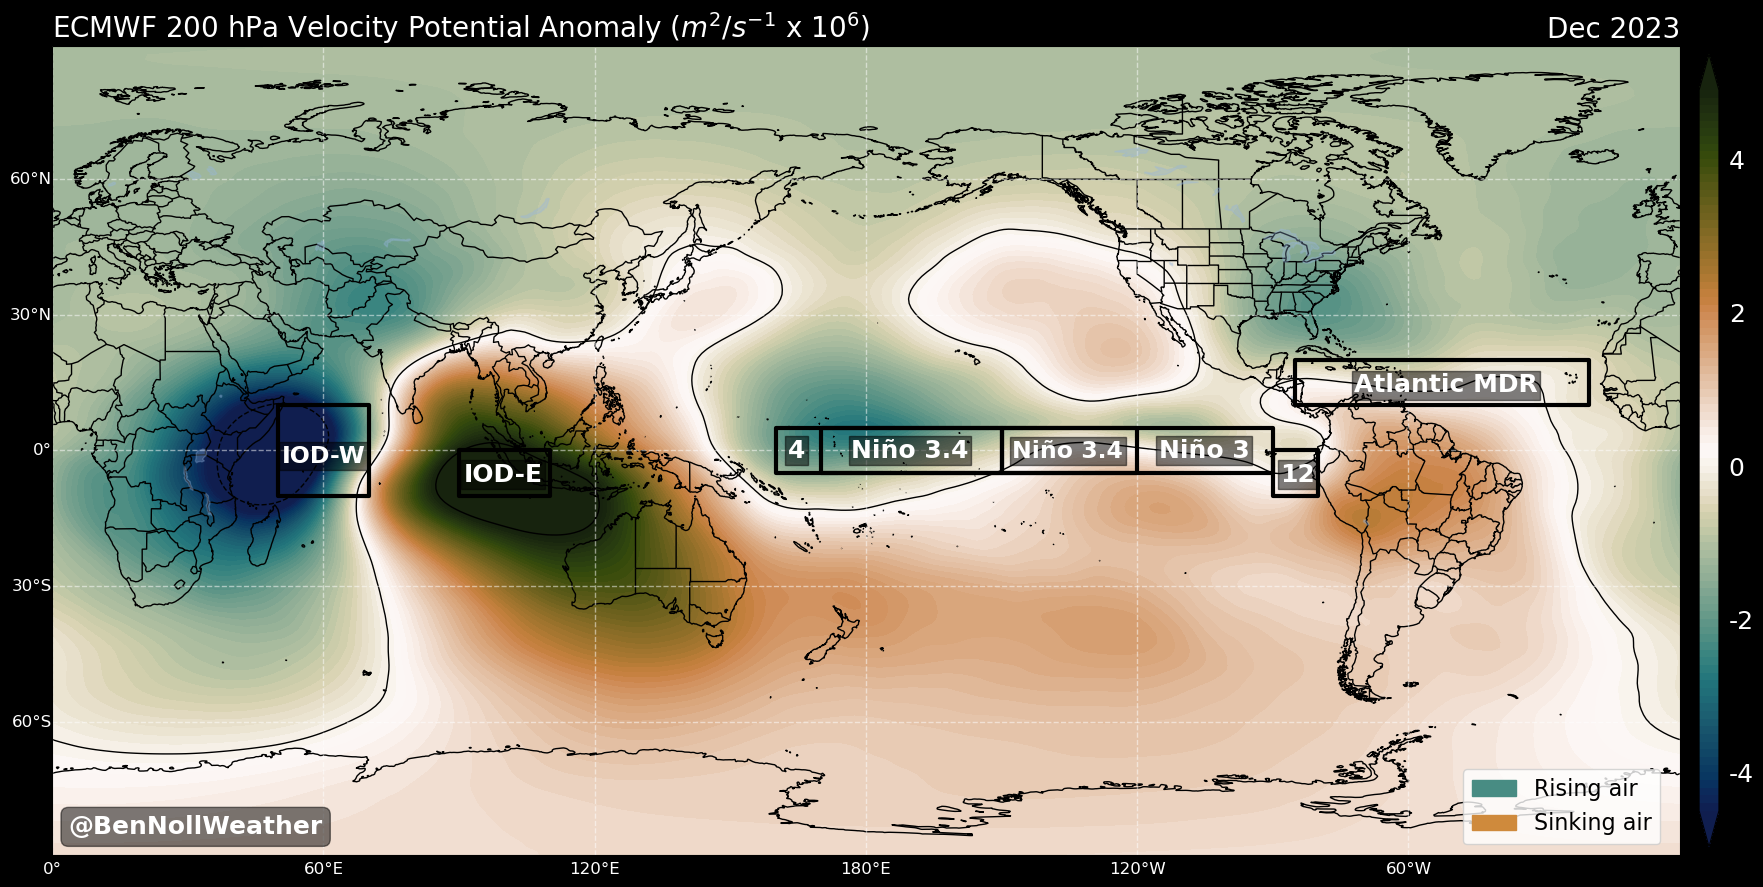 ECMWF 200 hPa Velocity Potential Anomaly (m²/s⁻¹ x 10⁶)
Dec 2023
60°N
30°N
0°
30°S
60°S
IOD-W
IOD-E
4
Niño 3.4
Niño 3.4
Niño 3
12
Atlantic MDR
4
2
0
-2
-4
Rising air
Sinking air
@BenNollWeather
0°
60°E
120°E
180°E
120°W
60°W